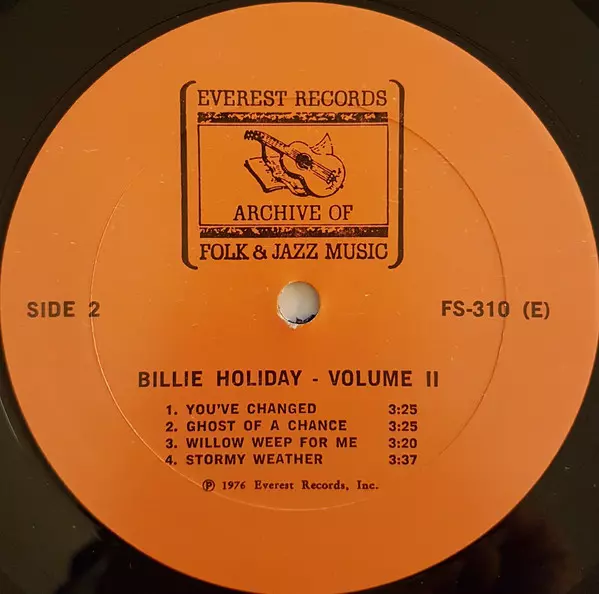 EVEREST RECORDS
ARCHIVE OF
FOLK & JAZZ MUSIC
SIDE 2
FS-310 (E)
BILLIE HOLIDAY - VOLUME II
1. YOU'VE CHANGED 3:25
2. GHOST OF A CHANCE 3:25
3. WILLOW WEEP FOR ME 3:20
4. STORMY WEATHER 3:37
℗ 1976 Everest Records, Inc.